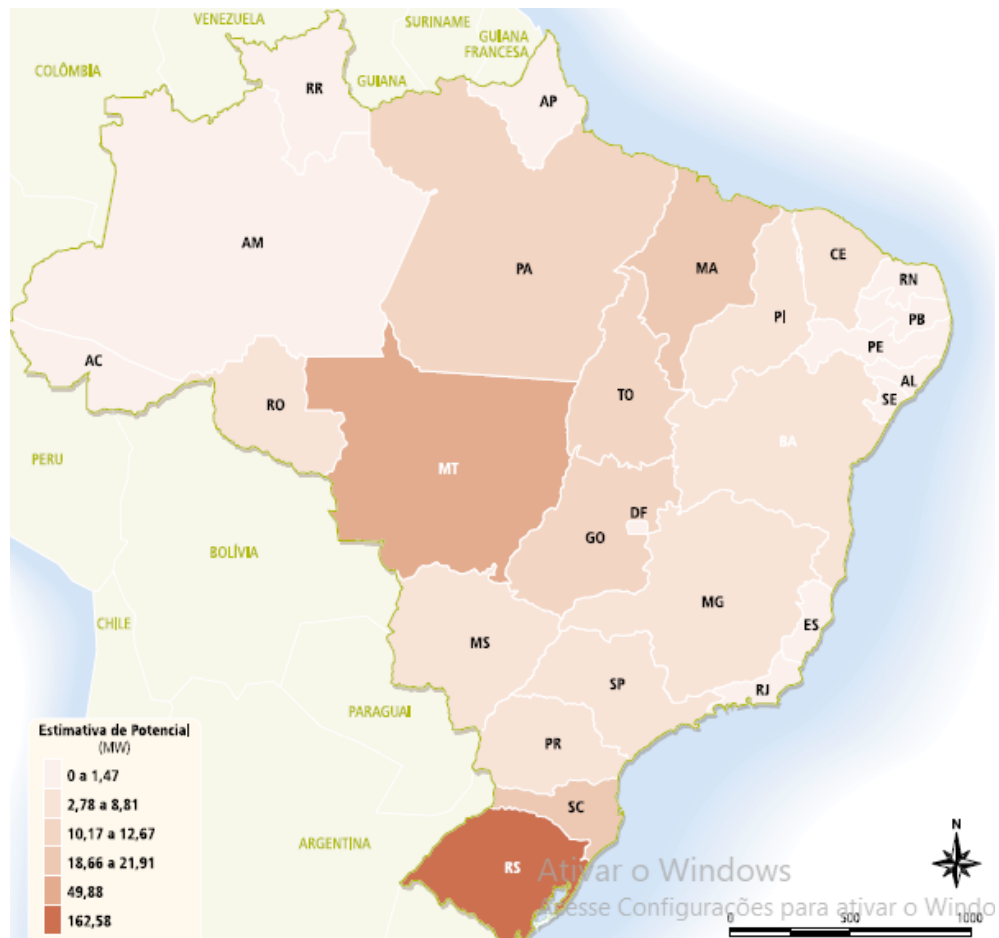 VENEZUELA
SURINAME
GUIANA
FRANCESA
COLÔMBIA
GUIANA
RR
AP
AM
PA
MA
CE
RN
PI
PB
PE
AC
AL
SE
RO
TO
BA
PERU
MT
DF
GO
BOLÍVIA
MG
CHILE
ES
MS
SP
RJ
PARAGUAI
PR
SC
ARGENTINA
RS
Estimativa de Potencial
(MW)
0 a 1,47
2,78 a 8,81
10,17 a 12,67
18,66 a 21,91
49,88
162,58
N
Ativar o Windows
Acesse Configurações para ativar o Windo
0 500 1000